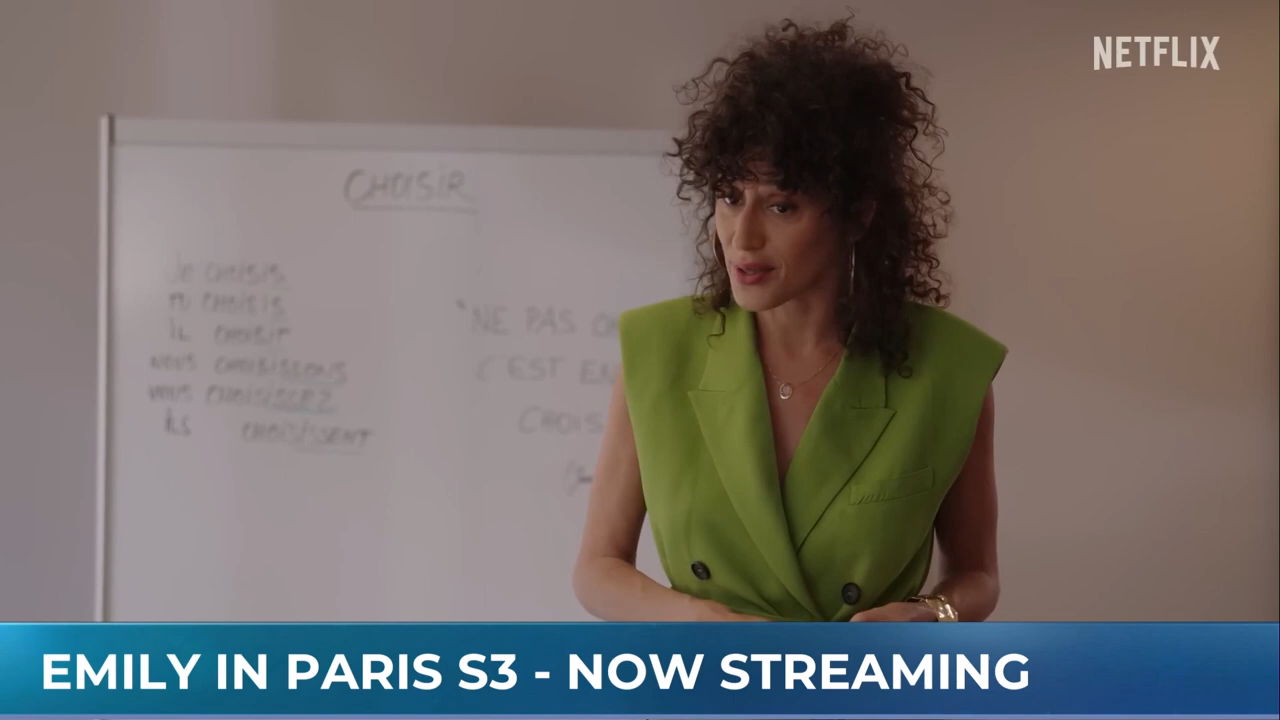 NETFLIX
CHOISIR
JE CHOISIS
TU CHOISIS
IL CHOISIT
NOUS CHOISISSONS
VOUS CHOISISSEZ
ILS CHOISISSENT
"NE PAS
C'EST
CHOIS
EMILY IN PARIS S3 - NOW STREAMING